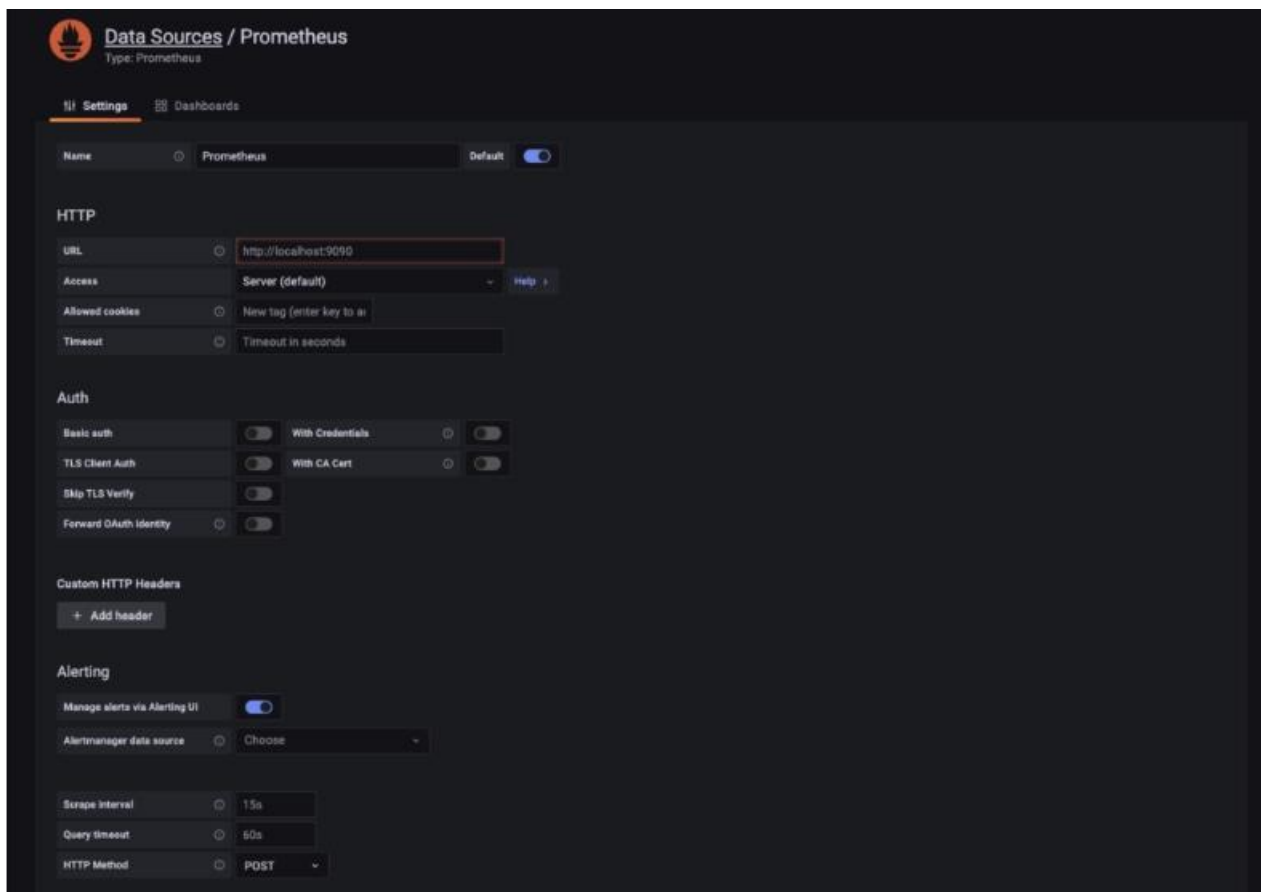 Data Sources / Prometheus
Type: Prometheus
Settings Dashboards
Name Prometheus Default
HTTP
URL http://localhost:9090
Access Server (default) Help ›
Allowed cookies New tag (enter key to a
Timeout Timeout in seconds
Auth
Basic auth With Credentials
TLS Client Auth With CA Cert
Skip TLS Verify
Forward OAuth Identity
Custom HTTP Headers
+ Add header
Alerting
Manage alerts via Alerting UI
Alertmanager data source Choose
Scrape interval 15s
Query timeout 60s
HTTP Method POST